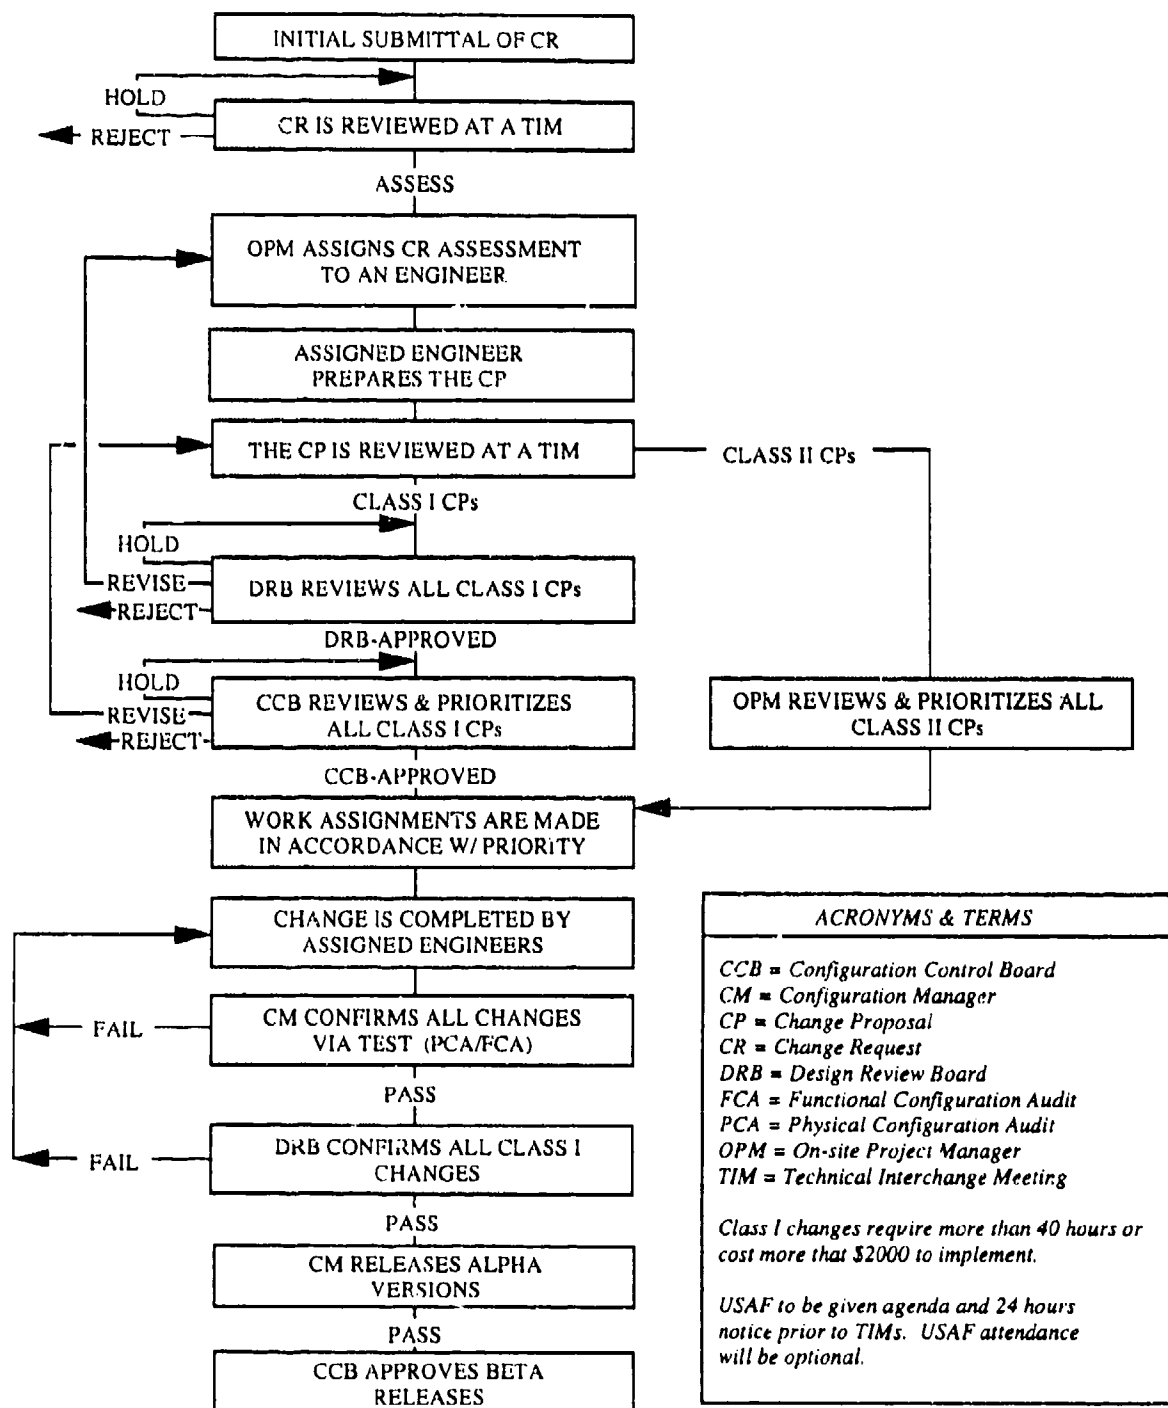 INITIAL SUBMITTAL OF CR
HOLD
CR IS REVIEWED AT A TIM
REJECT
ASSESS
OPM ASSIGNS CR ASSESSMENT
TO AN ENGINEER
ASSIGNED ENGINEER
PREPARES THE CP
THE CP IS REVIEWED AT A TIM
CLASS II CPs
CLASS I CPs
HOLD
REVISE
DRB REVIEWS ALL CLASS I CPs
REJECT
DRB-APPROVED
HOLD
CCB REVIEWS & PRIORITIZES
ALL CLASS I CPs
REVISE
REJECT
OPM REVIEWS & PRIORITIZES ALL
CLASS II CPs
CCB-APPROVED
WORK ASSIGNMENTS ARE MADE
IN ACCORDANCE W/ PRIORITY
CHANGE IS COMPLETED BY
ASSIGNED ENGINEERS
FAIL
CM CONFIRMS ALL CHANGES
VIA TEST (PCA/FCA)
PASS
FAIL
DRB CONFIRMS ALL CLASS I
CHANGES
PASS
CM RELEASES ALPHA
VERSIONS
PASS
CCB APPROVES BETA
RELEASES
ACRONYMS & TERMS
CCB = Configuration Control Board
CM = Configuration Manager
CP = Change Proposal
CR = Change Request
DRB = Design Review Board
FCA = Functional Configuration Audit
PCA = Physical Configuration Audit
OPM = On-site Project Manager
TIM = Technical Interchange Meeting
Class I changes require more than 40 hours or
cost more that $2000 to implement.
USAF to be given agenda and 24 hours
notice prior to TIMs. USAF attendance
will be optional.